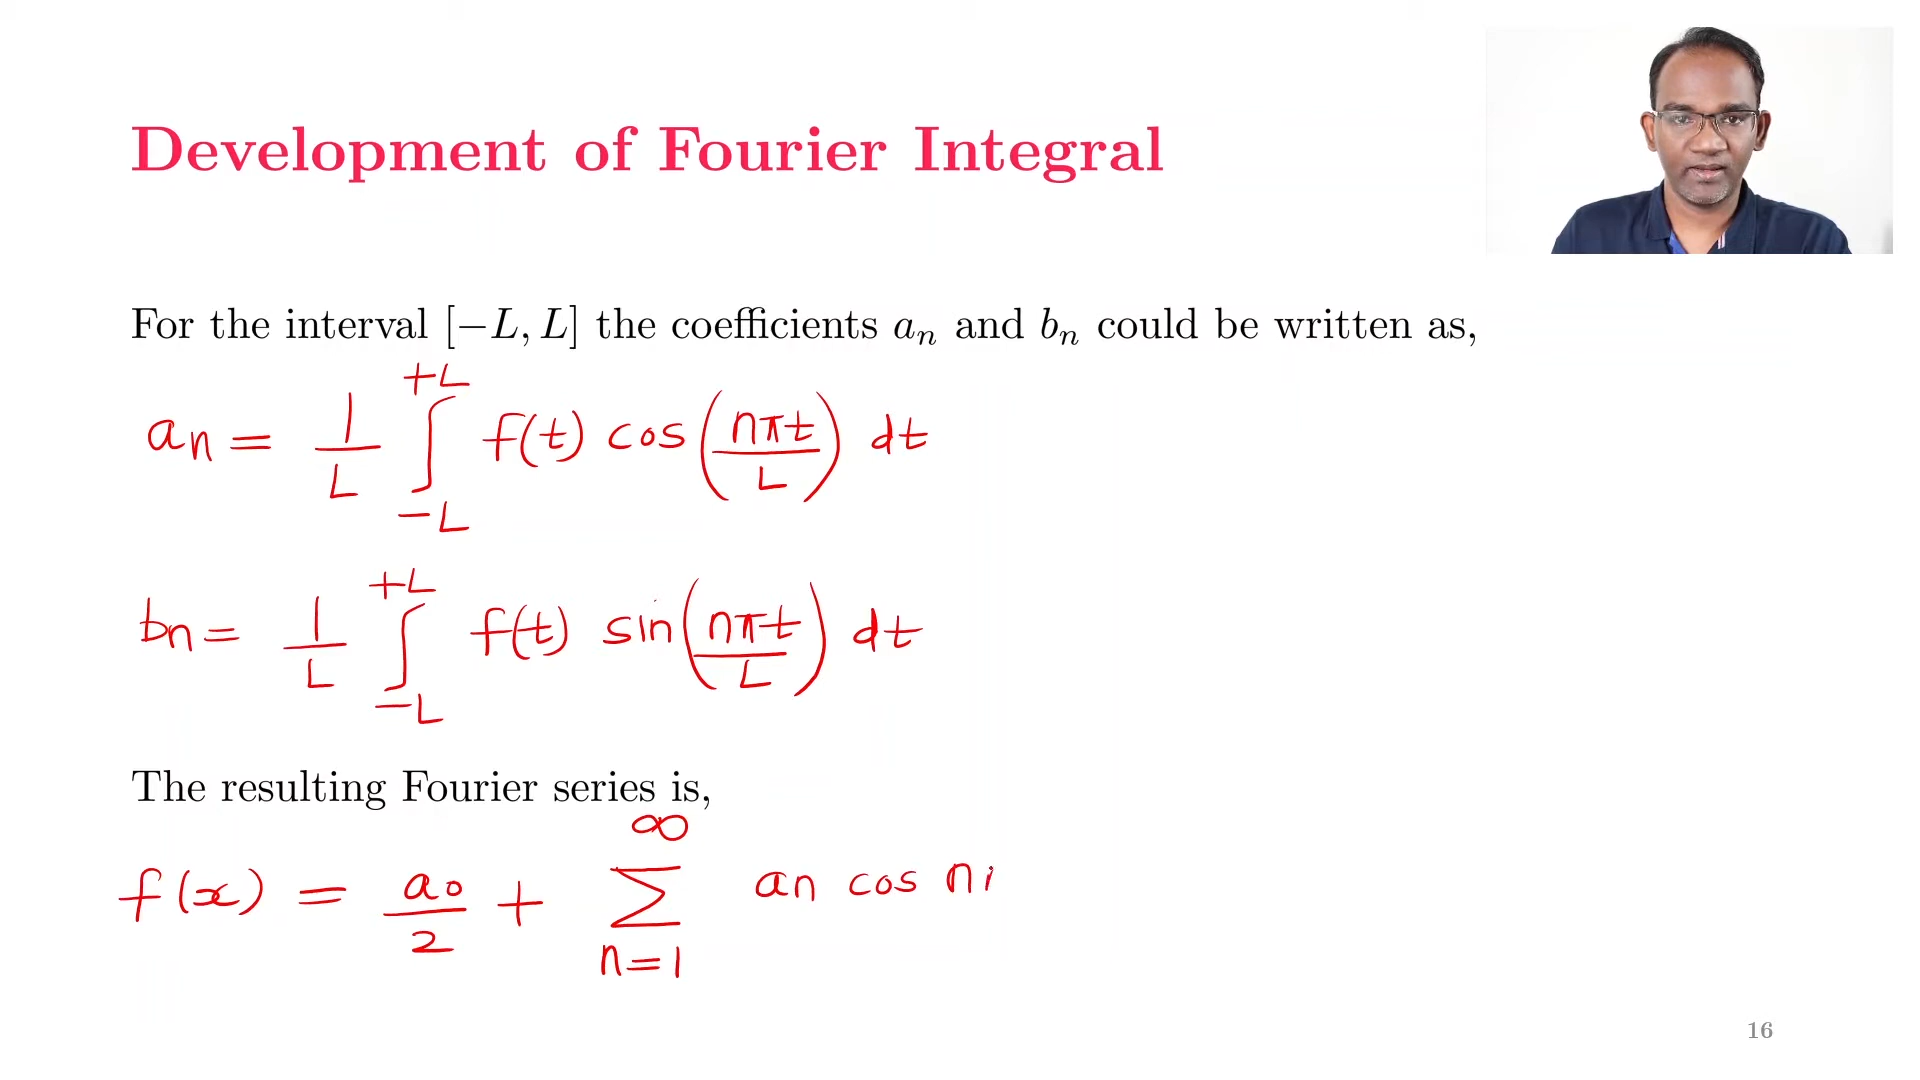 Development of Fourier Integral
For the interval [−L, L] the coefficients aₙ and bₙ could be written as,
an = 1/L ∫_{-L}^{+L} f(t) cos(nπt/L) dt
bn = 1/L ∫_{-L}^{+L} f(t) sin(nπt/L) dt
The resulting Fourier series is,
f(x) = a0/2 + ∑_{n=1}^{∞} an cos n
16